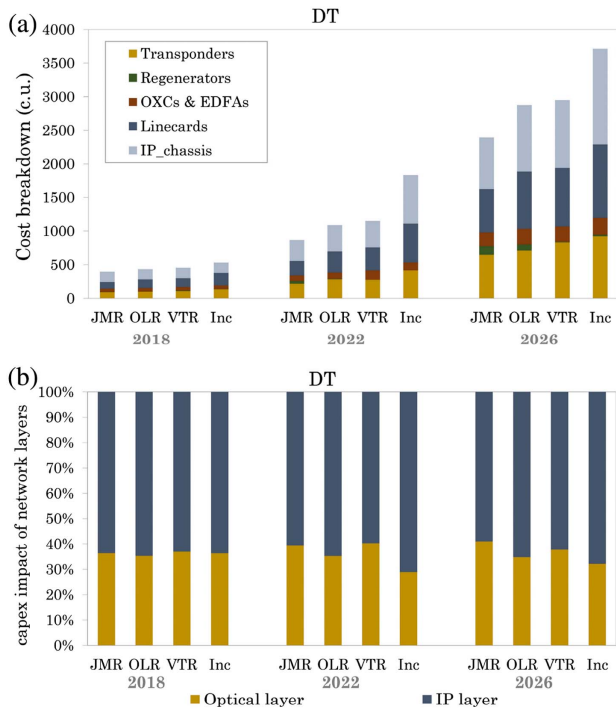 (a)
DT
Cost breakdown (c.u.)
4000
3500
3000
2500
2000
1500
1000
500
0
Transponders
Regenerators
OXCs & EDFAs
Linecards
IP_chassis
JMR OLR VTR Inc JMR OLR VTR Inc JMR OLR VTR Inc
2018 2022 2026
(b)
DT
capex impact of network layers
100%
90%
80%
70%
60%
50%
40%
30%
20%
10%
0%
JMR OLR VTR Inc JMR OLR VTR Inc JMR OLR VTR Inc
2018 2022 2026
Optical layer IP layer